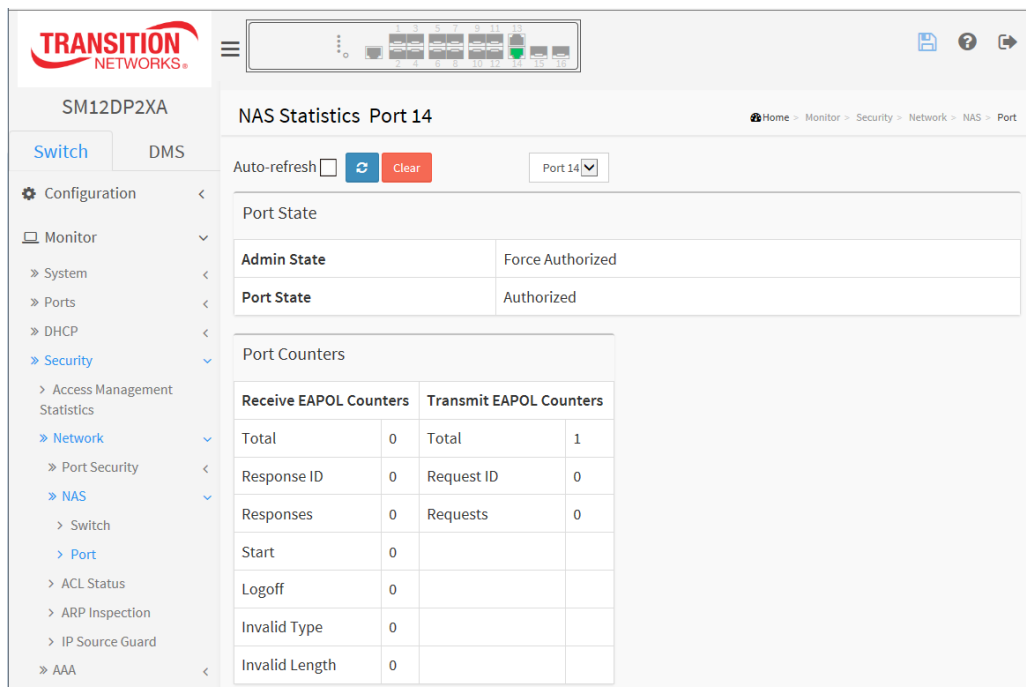 TRANSITION
NETWORKS®
1 3 5 7 9 11 13
2 4 6 8 10 12 14 15 16
SM12DP2XA
Switch DMS
Configuration
Monitor
System
Ports
DHCP
Security
Access Management
Statistics
Network
Port Security
NAS
Switch
Port
ACL Status
ARP Inspection
IP Source Guard
AAA
NAS Statistics Port 14
Home > Monitor > Security > Network > NAS > Port
Auto-refresh Clear Port 14
Port State
Admin State Force Authorized
Port State Authorized
Port Counters
Receive EAPOL Counters Transmit EAPOL Counters
Total 0 Total 1
Response ID 0 Request ID 0
Responses 0 Requests 0
Start 0
Logoff 0
Invalid Type 0
Invalid Length 0